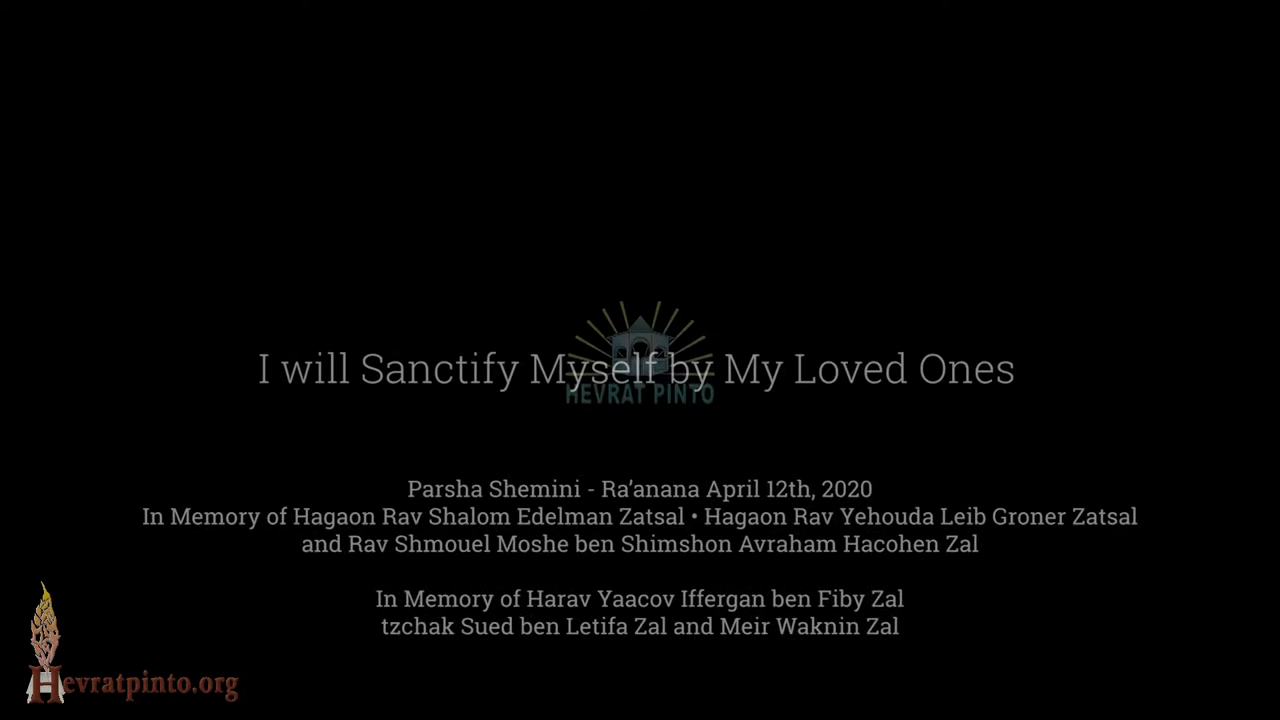 I will Sanctify Myself by My Loved Ones
HEVRAT PINTO
Parsha Shemini - Ra’anana April 12th, 2020
In Memory of Hagaon Rav Shalom Edelman Zatsal • Hagaon Rav Yehouda Leib Groner Zatsal
and Rav Shmouel Moshe ben Shimshon Avraham Hacohen Zal
In Memory of Harav Yaacov Iffergan ben Fiby Zal
tzchak Sued ben Letifa Zal and Meir Waknin Zal
Hevratpinto.org